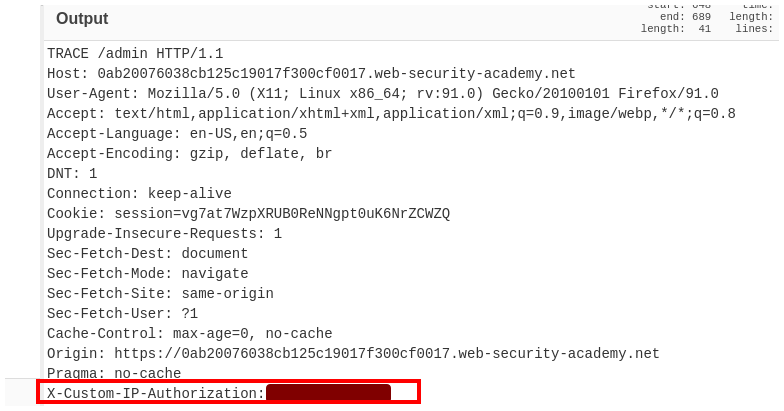 Output
end: 689 length:
length: 41 lines:
TRACE /admin HTTP/1.1
Host: 0ab20076038cb125c19017f300cf0017.web-security-academy.net
User-Agent: Mozilla/5.0 (X11; Linux x86_64; rv:91.0) Gecko/20100101 Firefox/91.0
Accept: text/html,application/xhtml+xml,application/xml;q=0.9,image/webp,*/*;q=0.8
Accept-Language: en-US,en;q=0.5
Accept-Encoding: gzip, deflate, br
DNT: 1
Connection: keep-alive
Cookie: session=vg7at7WzpXRUB0ReNNgpt0uK6NrZCWZQ
Upgrade-Insecure-Requests: 1
Sec-Fetch-Dest: document
Sec-Fetch-Mode: navigate
Sec-Fetch-Site: same-origin
Sec-Fetch-User: ?1
Cache-Control: max-age=0, no-cache
Origin: https://0ab20076038cb125c19017f300cf0017.web-security-academy.net
Pragma: no-cache
X-Custom-IP-Authorization: